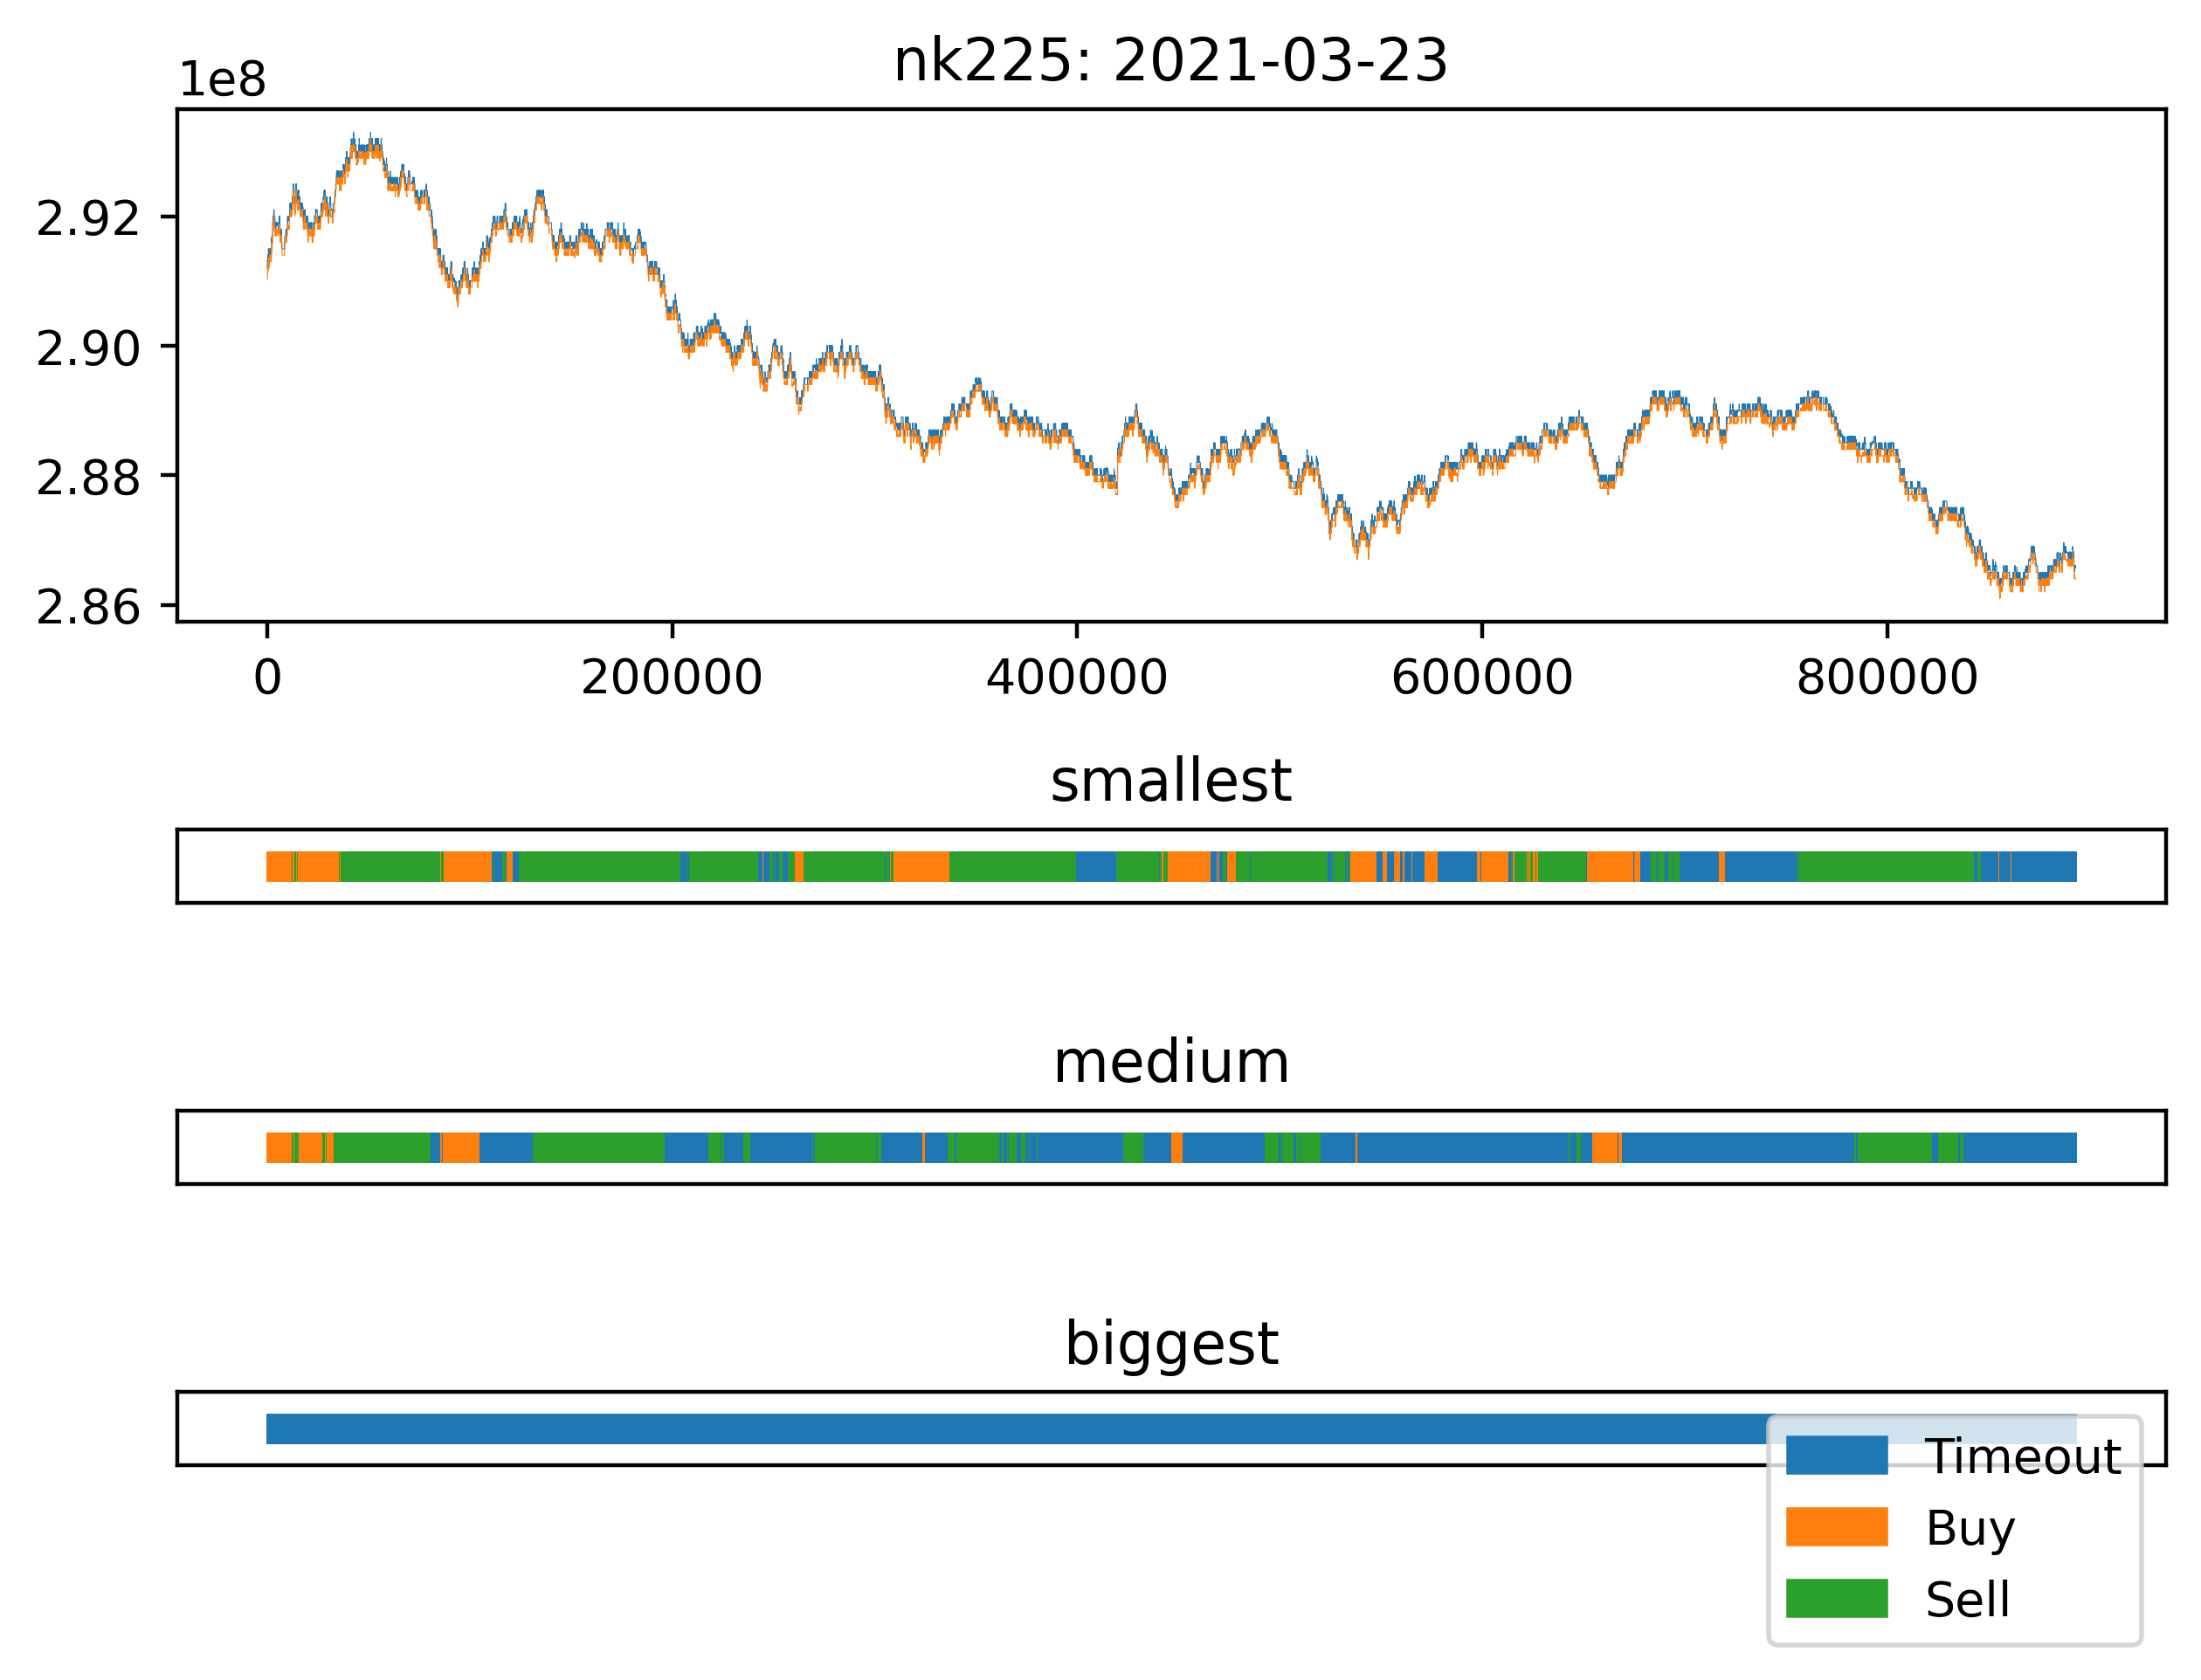 nk225: 2021-03-23
1e8
2.92
2.90
2.88
2.86
0 200000 400000 600000 800000
smallest
medium
biggest
Timeout
Buy
Sell